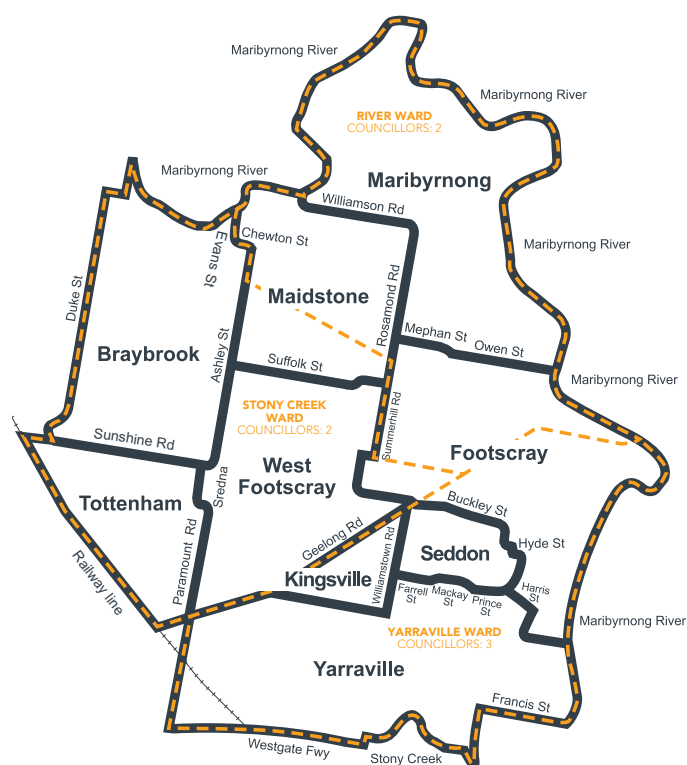 Maribyrnong River
Maribyrnong River
RIVER WARD
COUNCILLORS: 2
Maribyrnong
Maribyrnong River
Williamson Rd
Evans St
Chewton St
Maribyrnong River
Duke St
Maidstone
Rosamond Rd
Mephan St
Owen St
Braybrook
Ashley St
Suffolk St
Maribyrnong River
STONY CREEK
WARD
COUNCILLORS: 2
Summerhill Rd
Sunshine Rd
Footscray
West
Footscray
Sredna
Tottenham
Buckley St
Paramount Rd
Geelong Rd
Williamstown Rd
Hyde St
Seddon
Railway line
Kingsville
Farrell
St
Mackay
St
Prince
St
Harris
St
Maribyrnong River
YARRAVILLE WARD
COUNCILLORS: 3
Yarraville
Francis St
Westgate Fwy
Stony Creek